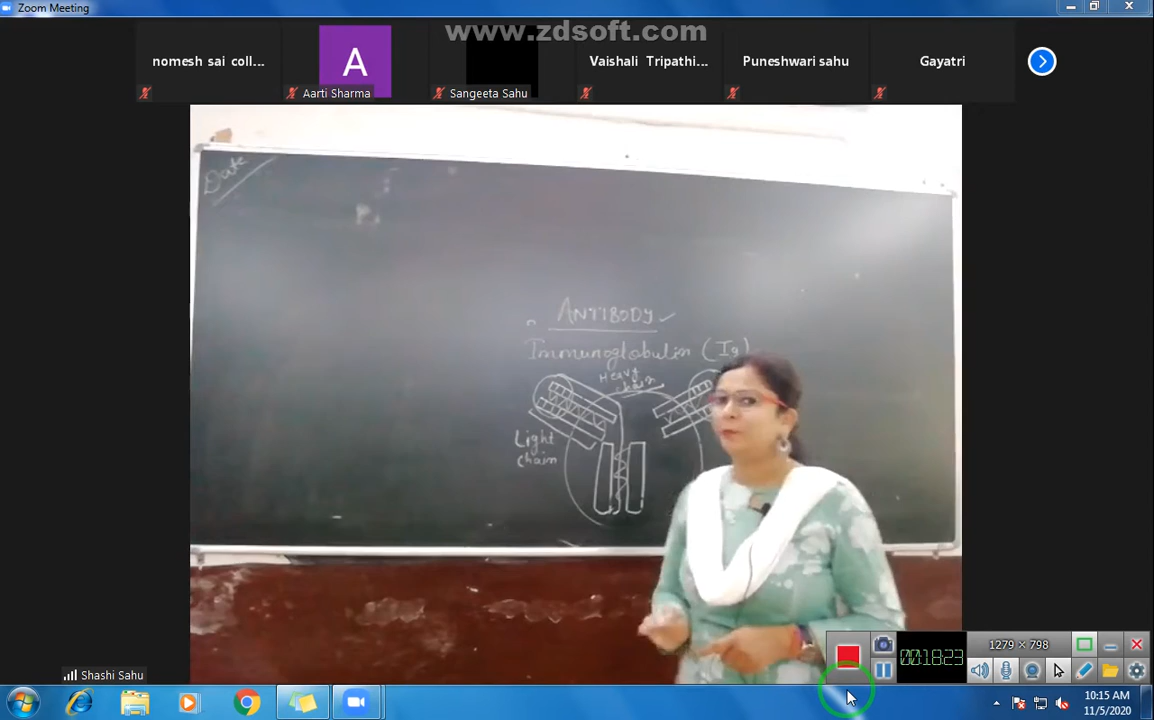 Zoom Meeting
www.zdsoft.com
nomesh sai coll...
A
Aarti Sharma
Sangeeta Sahu
Vaishali Tripathi...
Puneshwari sahu
Gayatri
Date
ANTIBODY
Immunoglobulin (Ig)
Heavy
chain
Light
chain
Shashi Sahu
00:18:23
1279 × 798
10:15 AM
11/5/2020